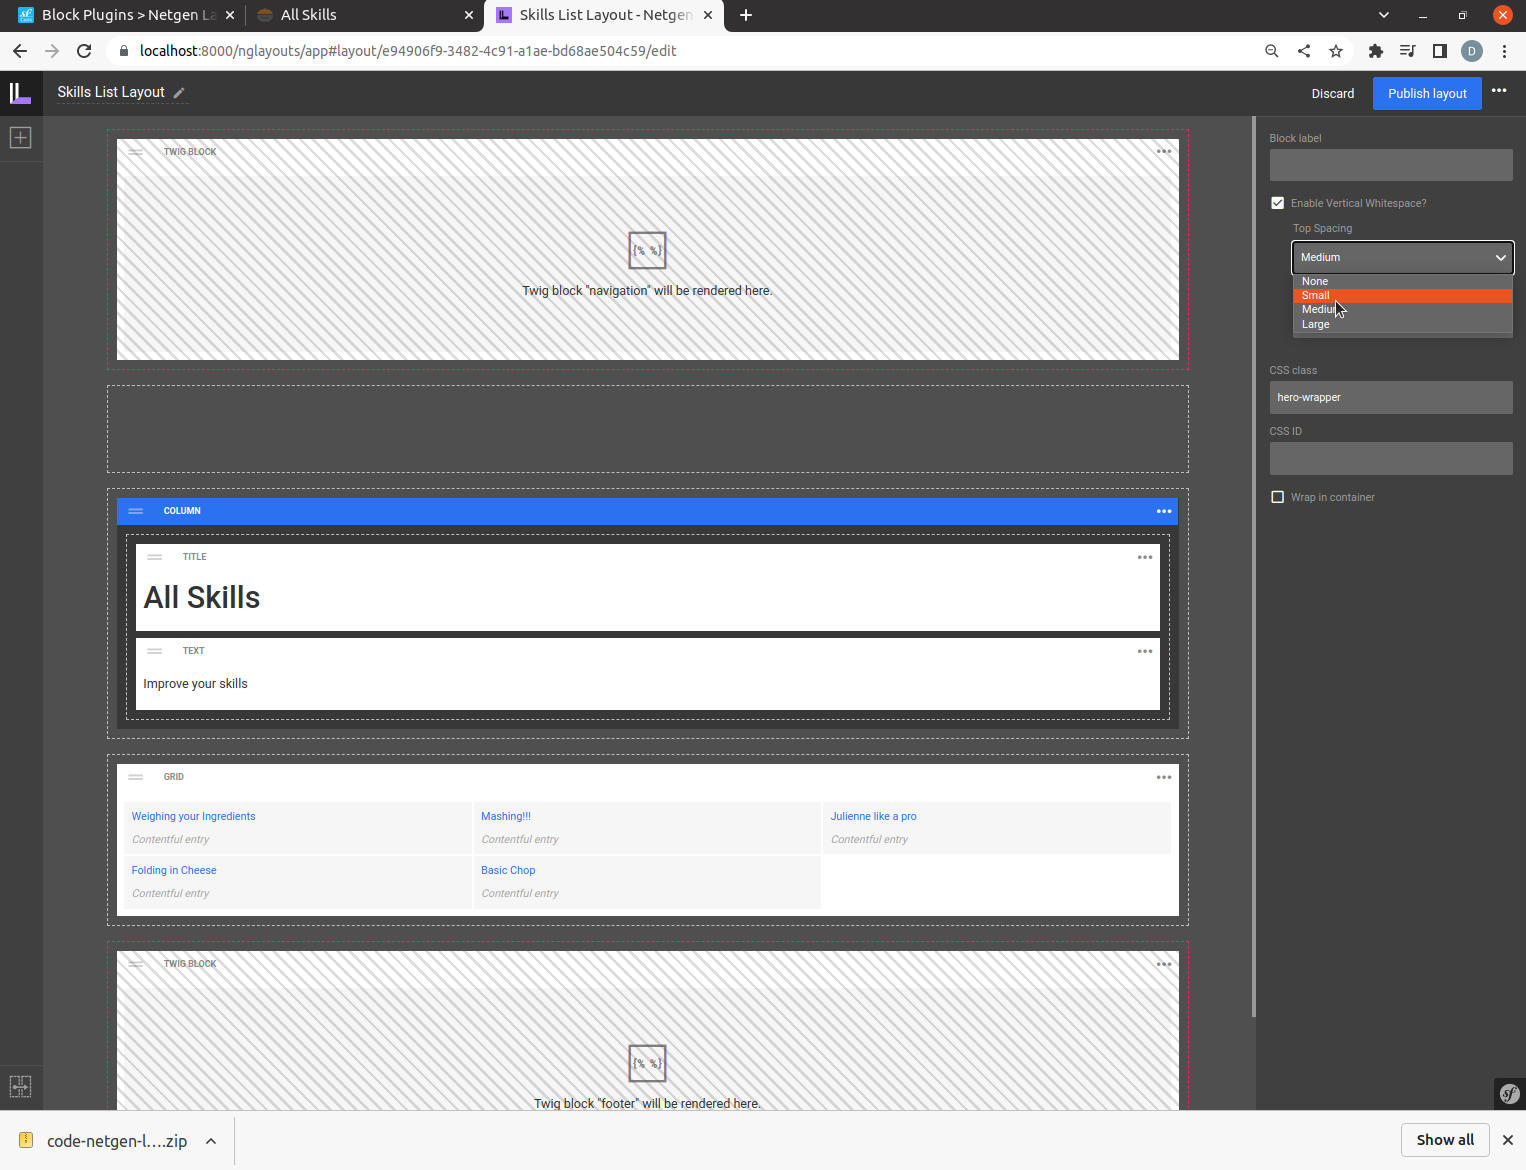 Block Plugins > Netgen La
All Skills
Skills List Layout - Netgen
localhost:8000/nglayouts/app#layout/e94906f9-3482-4c91-a1ae-bd68ae504c59/edit
D
Skills List Layout
Discard
Publish layout
TWIG BLOCK
{% %}
Twig block "navigation" will be rendered here.
COLUMN
TITLE
All Skills
TEXT
Improve your skills
GRID
Weighing your Ingredients
Contentful entry
Mashing!!!
Contentful entry
Julienne like a pro
Contentful entry
Folding in Cheese
Contentful entry
Basic Chop
Contentful entry
TWIG BLOCK
{% %}
Twig block "footer" will be rendered here.
Block label
Enable Vertical Whitespace?
Top Spacing
Medium
None
Small
Medium
Large
CSS class
hero-wrapper
CSS ID
Wrap in container
sf
code-netgen-l....zip
Show all